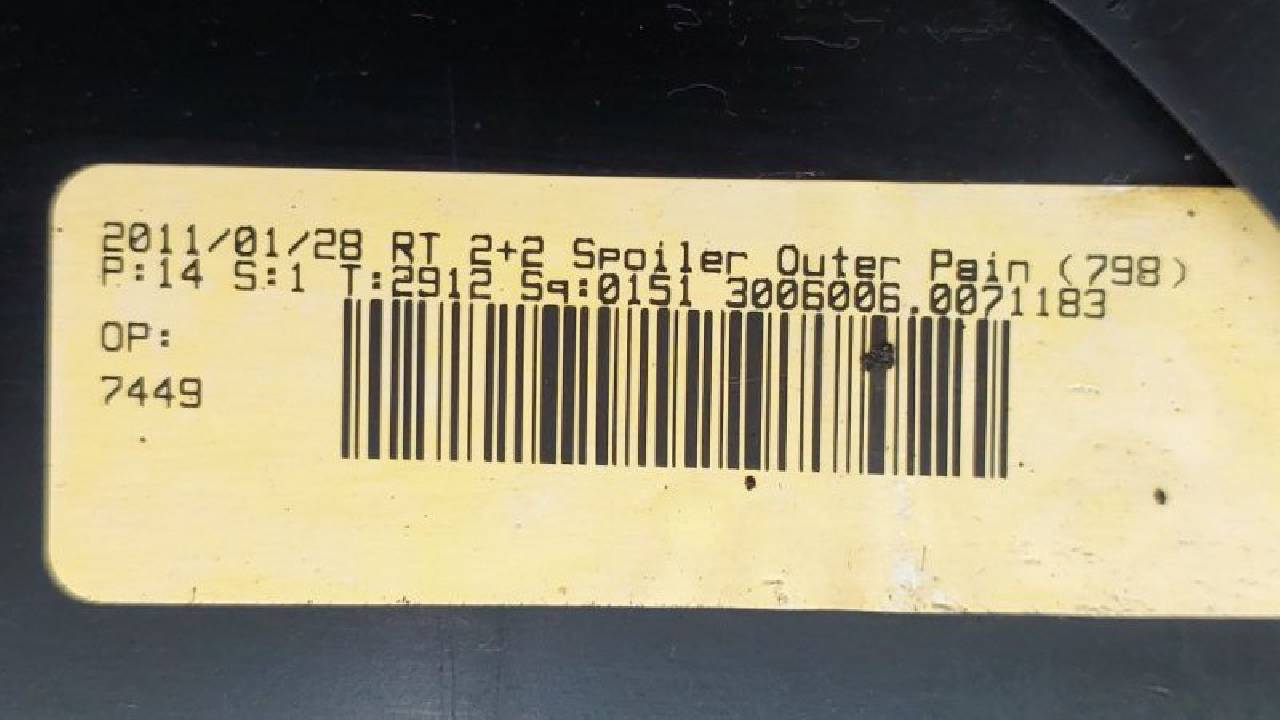 2011/01/28 RT 2+2 Spoiler Outer Pain (798)
P:14 S:1 T:2912 Sq:0151 3006006.0071183
OP:
7449